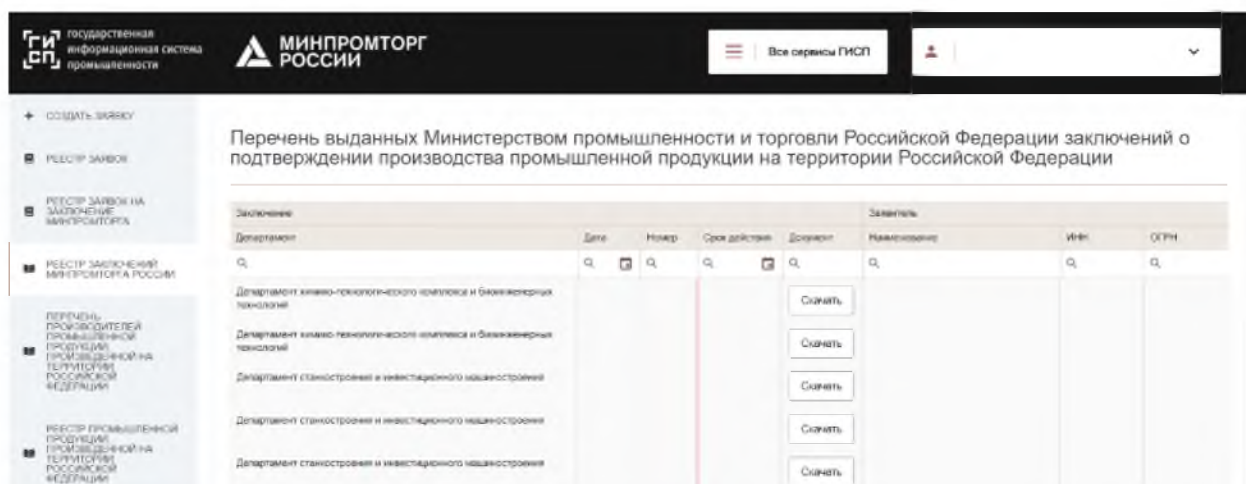 государственная
информационная система
промышленности
ГИСП
МИНПРОМТОРГ
РОССИИ
Все сервисы ГИСП
СОЗДАТЬ ЗАЯВКУ
РЕЕСТР ЗАЯВОК
РЕЕСТР ЗАЯВОК НА
ЗАКЛЮЧЕНИЕ
МИНПРОМТОРГА
РЕЕСТР ЗАКЛЮЧЕНИЙ
МИНПРОМТОРГА РОССИИ
ПЕРЕЧЕНЬ
ПРОИЗВОДИТЕЛЕЙ
ПРОМЫШЛЕННОЙ
ПРОДУКЦИИ,
ПРОИЗВЕДЕННОЙ НА
ТЕРРИТОРИИ
РОССИЙСКОЙ
ФЕДЕРАЦИИ
РЕЕСТР ПРОМЫШЛЕННОЙ
ПРОДУКЦИИ,
ПРОИЗВЕДЕННОЙ НА
ТЕРРИТОРИИ
РОССИЙСКОЙ
ФЕДЕРАЦИИ
Перечень выданных Министерством промышленности и торговли Российской Федерации заключений о
подтверждении производства промышленной продукции на территории Российской Федерации
Заключение Заявитель
Департамент Дата Номер Срок действия Документ Наименование ИНН ОГРН
Департамент химико-технологического комплекса и биоинженерных
технологий
Скачать
Департамент химико-технологического комплекса и биоинженерных
технологий
Скачать
Департамент станкостроения и инвестиционного машиностроения
Скачать
Департамент станкостроения и инвестиционного машиностроения
Скачать
Департамент станкостроения и инвестиционного машиностроения
Скачать